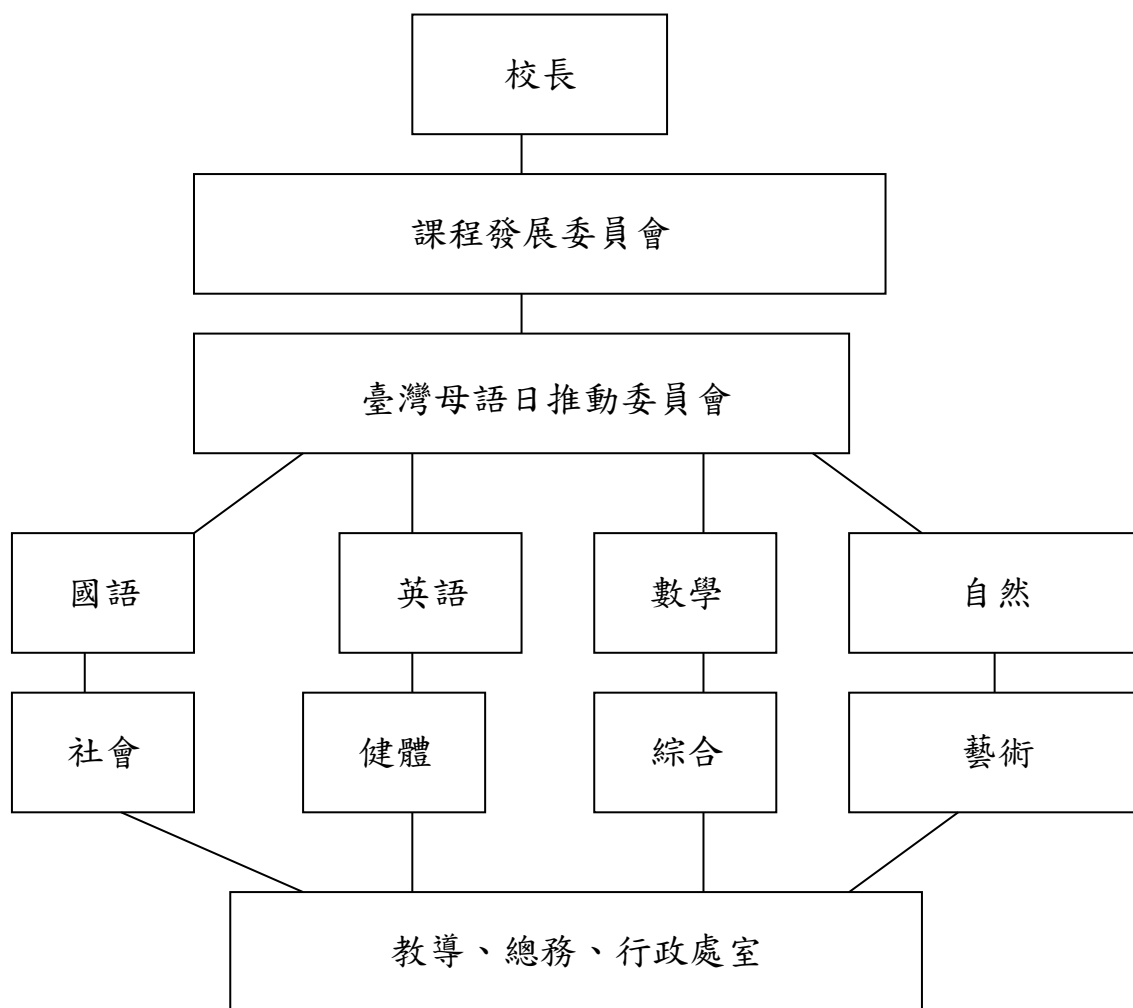 校長
課程發展委員會
臺灣母語日推動委員會
國語
英語
數學
自然
社會
健體
綜合
藝術
教導、總務、行政處室